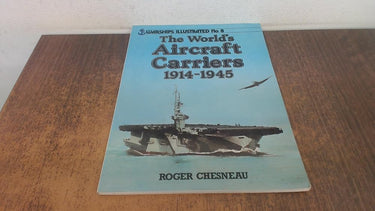 WARSHIPS ILLUSTRATED No 8
The World's
Aircraft
Carriers
1914-1945
ROGER CHESNEAU